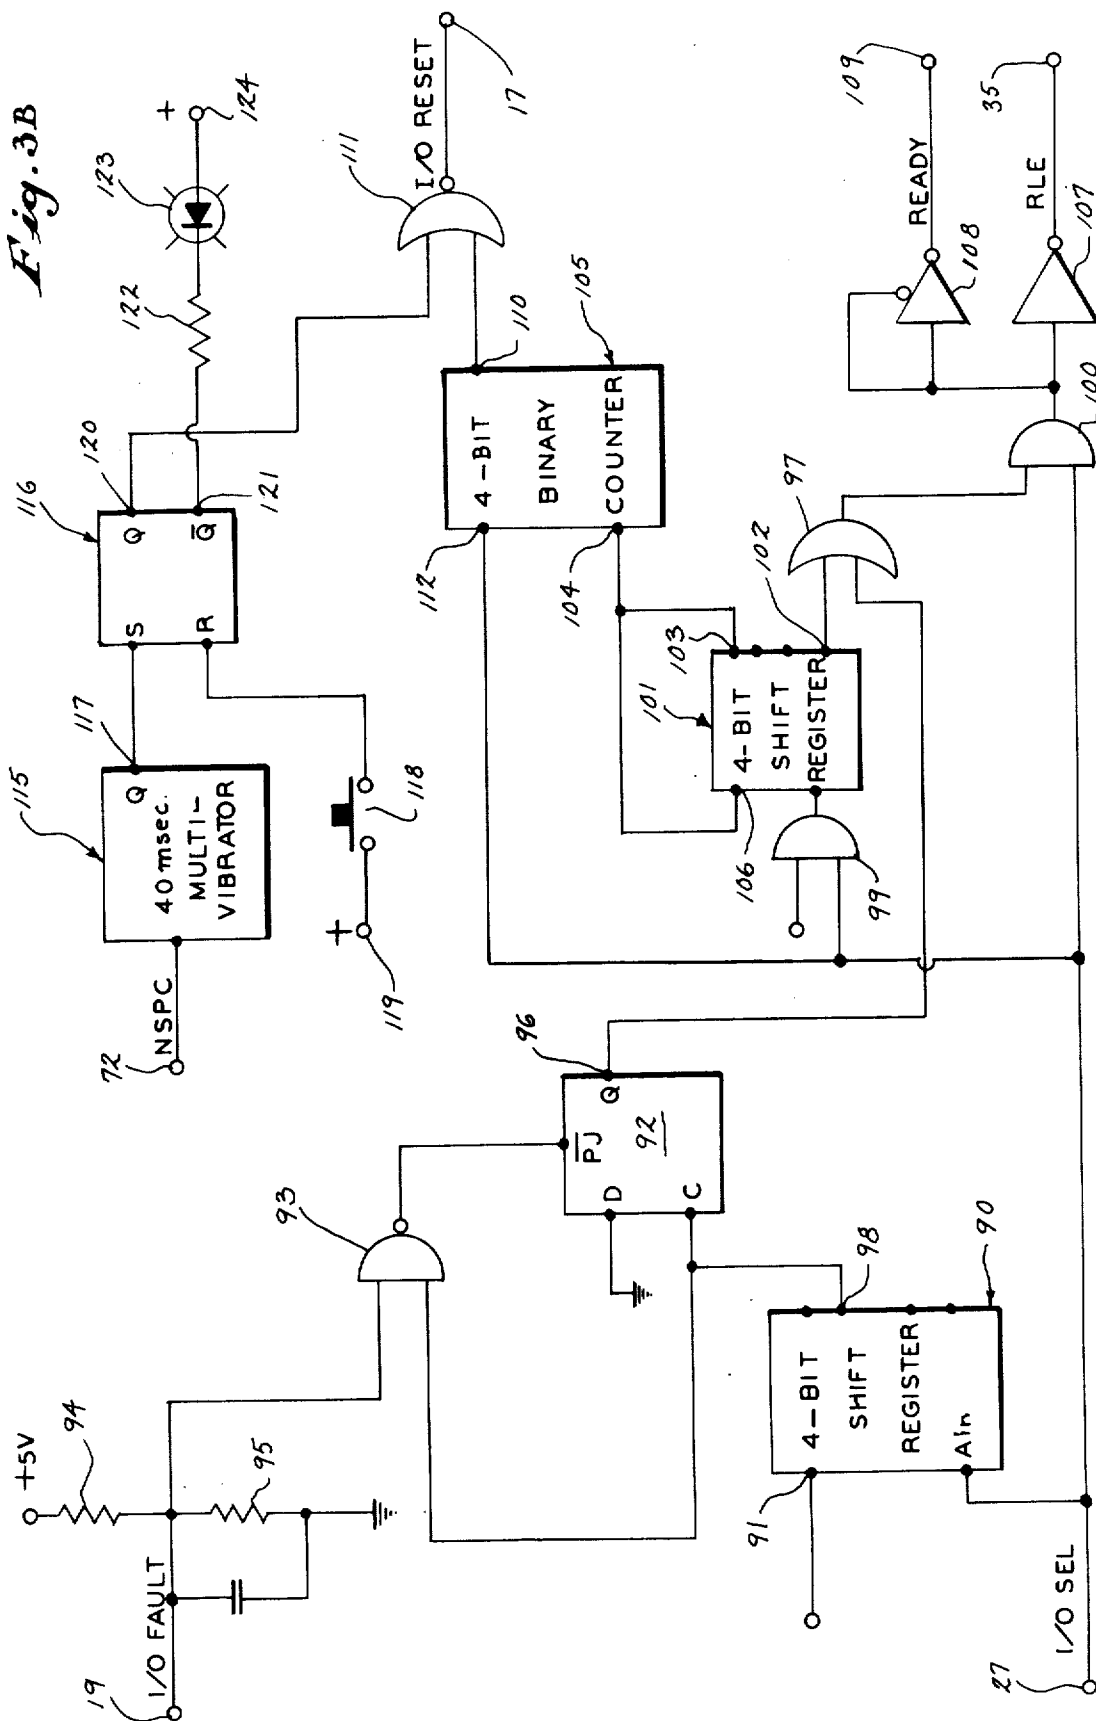 Fig. 3B
115
40 msec.
MULTI-
VIBRATOR
Q
117
NSPC
72
116
S
R
Q
Q̅
120
121
122
123
+
124
118
+
119
111
I/O RESET
17
112
4-BIT
BINARY
COUNTER
110
105
104
101
4-BIT
SHIFT
REGISTER
103
102
106
99
97
100
READY
109
108
RLE
35
107
+5V
94
95
I/O FAULT
19
93
P̅J̅
D
C
Q
92
96
91
4-BIT
SHIFT
REGISTER
AIn
98
90
I/O SEL
27